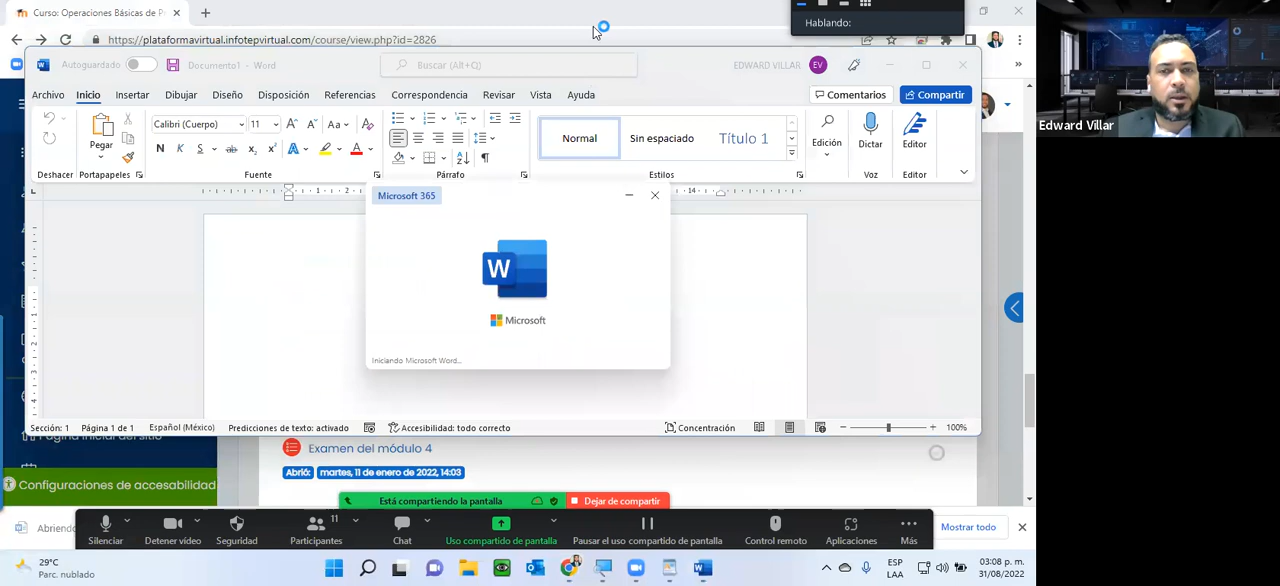 Curso: Operaciones Básicas de P
https://plataformavirtual.infotepvirtual.com/course/view.php?id=2826
Hablando:
Autoguardado
Documento1 - Word
Buscar (Alt+Q)
EDWARD VILLAR
EV
Archivo Inicio Insertar Dibujar Diseño Disposición Referencias Correspondencia Revisar Vista Ayuda
Comentarios Compartir
Calibri (Cuerpo) 11
Pegar
Normal Sin espaciado Título 1
Edición Dictar Editor
Deshacer Portapapeles Fuente Párrafo Estilos Voz Editor
Microsoft 365
W
Microsoft
Iniciando Microsoft Word...
Sección: 1 Página 1 de 1 Español (México) Predicciones de texto: activado Accesibilidad: todo correcto Concentración 100%
Página inicial del sitio
Examen del módulo 4
Abrió: martes, 11 de enero de 2022, 14:03
Configuraciones de accesabilidad
Está compartiendo la pantalla Dejar de compartir
Abriendo
11
Silenciar Detener video Seguridad Participantes Chat Uso compartido de pantalla Pausar el uso compartido de pantalla Control remoto Aplicaciones Más
Mostrar todo
29°C
Parc. nublado
ESP
LAA
03:08 p. m.
31/08/2022
Edward Villar